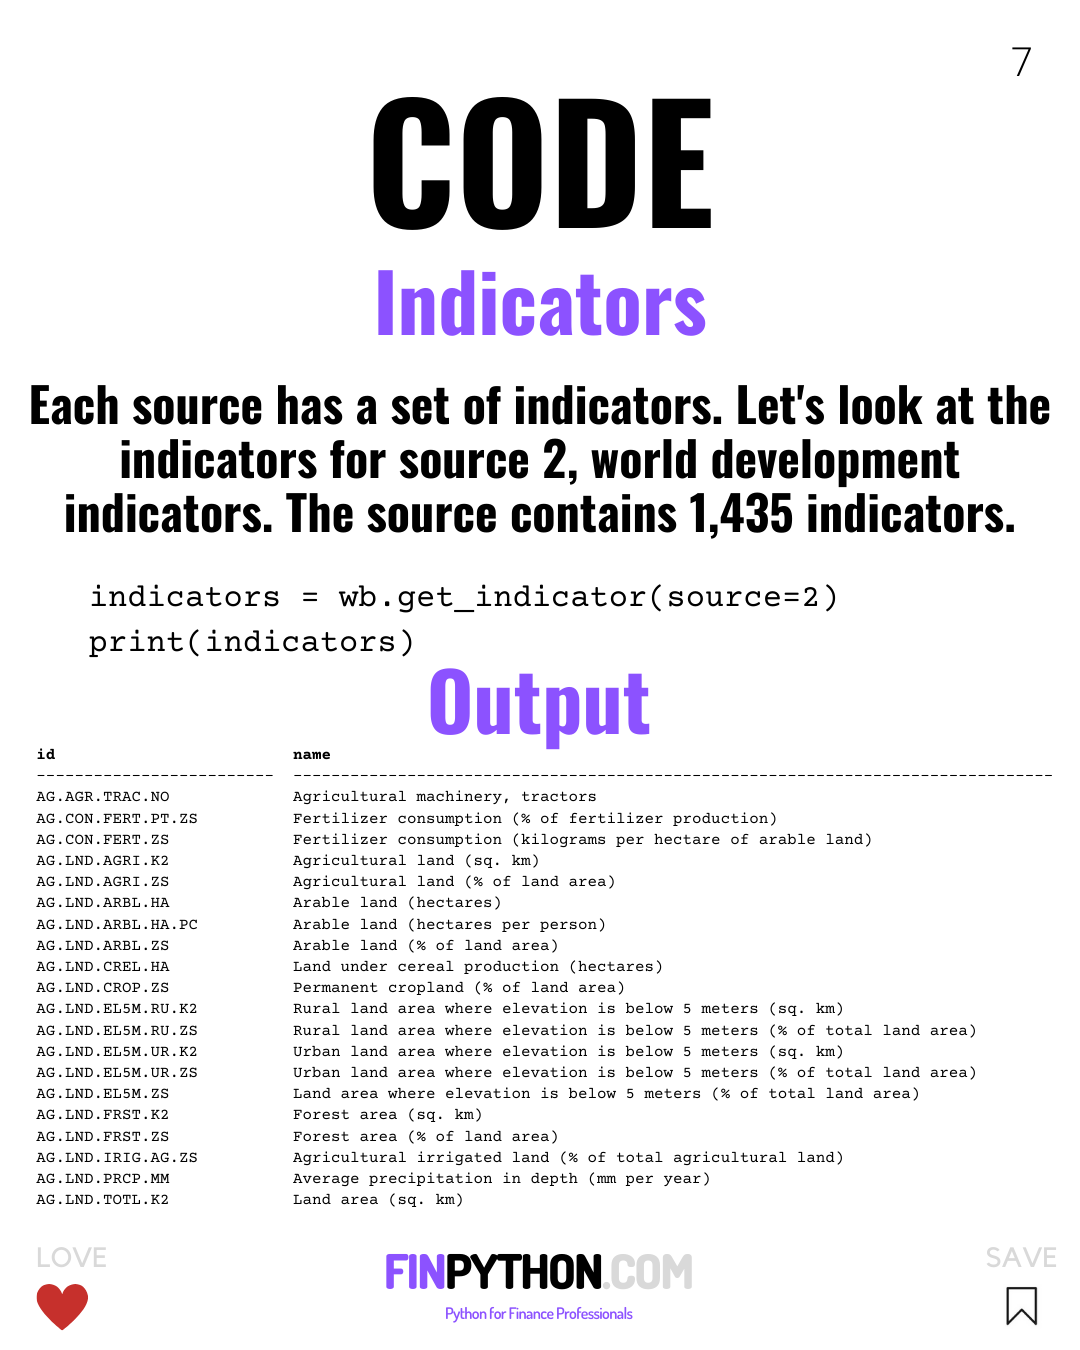 7
CODE
Indicators
Each source has a set of indicators. Let's look at the
indicators for source 2, world development
indicators. The source contains 1,435 indicators.
indicators = wb.get_indicator(source=2)
print(indicators)
Output
id name
------------------------- --------------------------------------------------------------------------------
AG.AGR.TRAC.NO Agricultural machinery, tractors
AG.CON.FERT.PT.ZS Fertilizer consumption (% of fertilizer production)
AG.CON.FERT.ZS Fertilizer consumption (kilograms per hectare of arable land)
AG.LND.AGRI.K2 Agricultural land (sq. km)
AG.LND.AGRI.ZS Agricultural land (% of land area)
AG.LND.ARBL.HA Arable land (hectares)
AG.LND.ARBL.HA.PC Arable land (hectares per person)
AG.LND.ARBL.ZS Arable land (% of land area)
AG.LND.CREL.HA Land under cereal production (hectares)
AG.LND.CROP.ZS Permanent cropland (% of land area)
AG.LND.EL5M.RU.K2 Rural land area where elevation is below 5 meters (sq. km)
AG.LND.EL5M.RU.ZS Rural land area where elevation is below 5 meters (% of total land area)
AG.LND.EL5M.UR.K2 Urban land area where elevation is below 5 meters (sq. km)
AG.LND.EL5M.UR.ZS Urban land area where elevation is below 5 meters (% of total land area)
AG.LND.EL5M.ZS Land area where elevation is below 5 meters (% of total land area)
AG.LND.FRST.K2 Forest area (sq. km)
AG.LND.FRST.ZS Forest area (% of land area)
AG.LND.IRIG.AG.ZS Agricultural irrigated land (% of total agricultural land)
AG.LND.PRCP.MM Average precipitation in depth (mm per year)
AG.LND.TOTL.K2 Land area (sq. km)
LOVE
FINPYTHON.COM
Python for Finance Professionals
SAVE